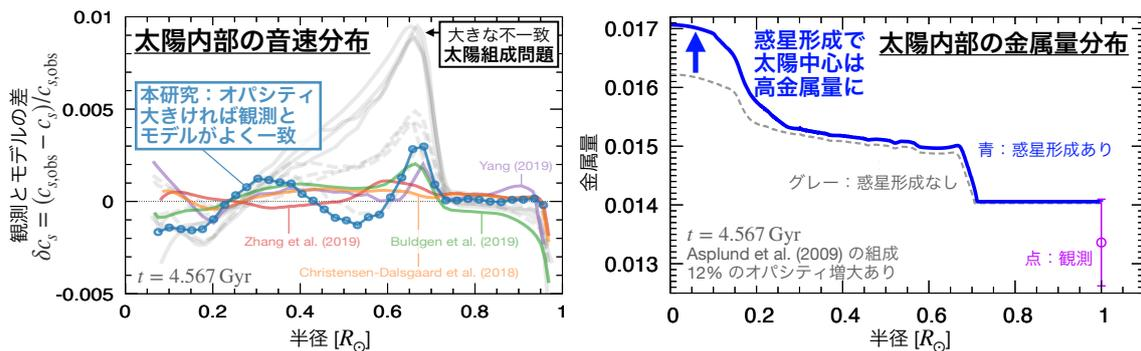 太陽内部の音速分布
大きな不一致
太陽組成問題
本研究：オパシティ
大きければ観測と
モデルがよく一致
Yang (2019)
Zhang et al. (2019)
Buldgen et al. (2019)
Christensen-Dalsgaard et al. (2018)
t = 4.567 Gyr
観測とモデルの差
δc_s = (c_{s,obs} − c_s)/c_{s,obs}
0.01
0.005
0
-0.005
0 0.2 0.4 0.6 0.8 1
半径 [R⊙]
太陽内部の金属量分布
惑星形成で
太陽中心は
高金属量に
青：惑星形成あり
グレー：惑星形成なし
t = 4.567 Gyr
Asplund et al. (2009) の組成
12% のオパシティ増大あり
点：観測
金属量
0.017
0.016
0.015
0.014
0.013
0 0.2 0.4 0.6 0.8 1
半径 [R⊙]